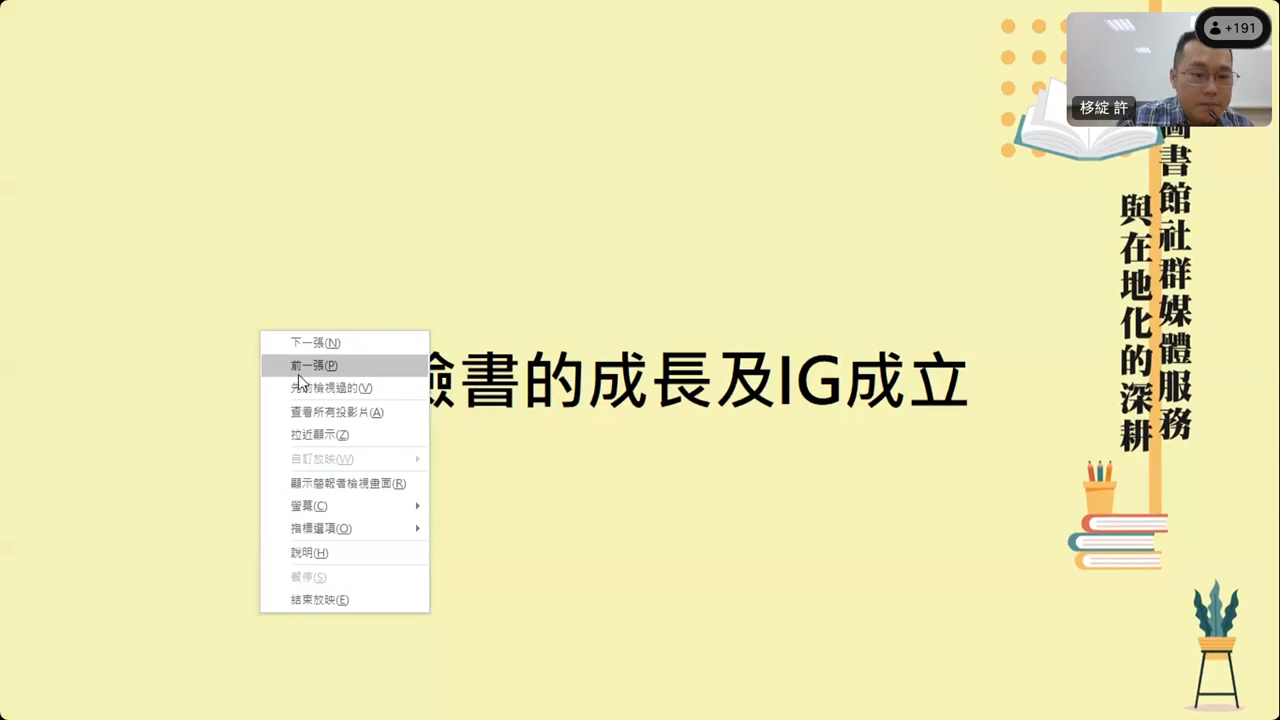 +191
移綻 許
圖書館社群媒體服務
與在地化的深耕
臉書的成長及IG成立
下一張(N)
前一張(P)
先前檢視過的(V)
查看所有投影片(A)
拉近顯示(Z)
自訂放映(W)
顯示簡報者檢視畫面(R)
螢幕(C)
指標選項(O)
說明(H)
暫停(S)
結束放映(E)